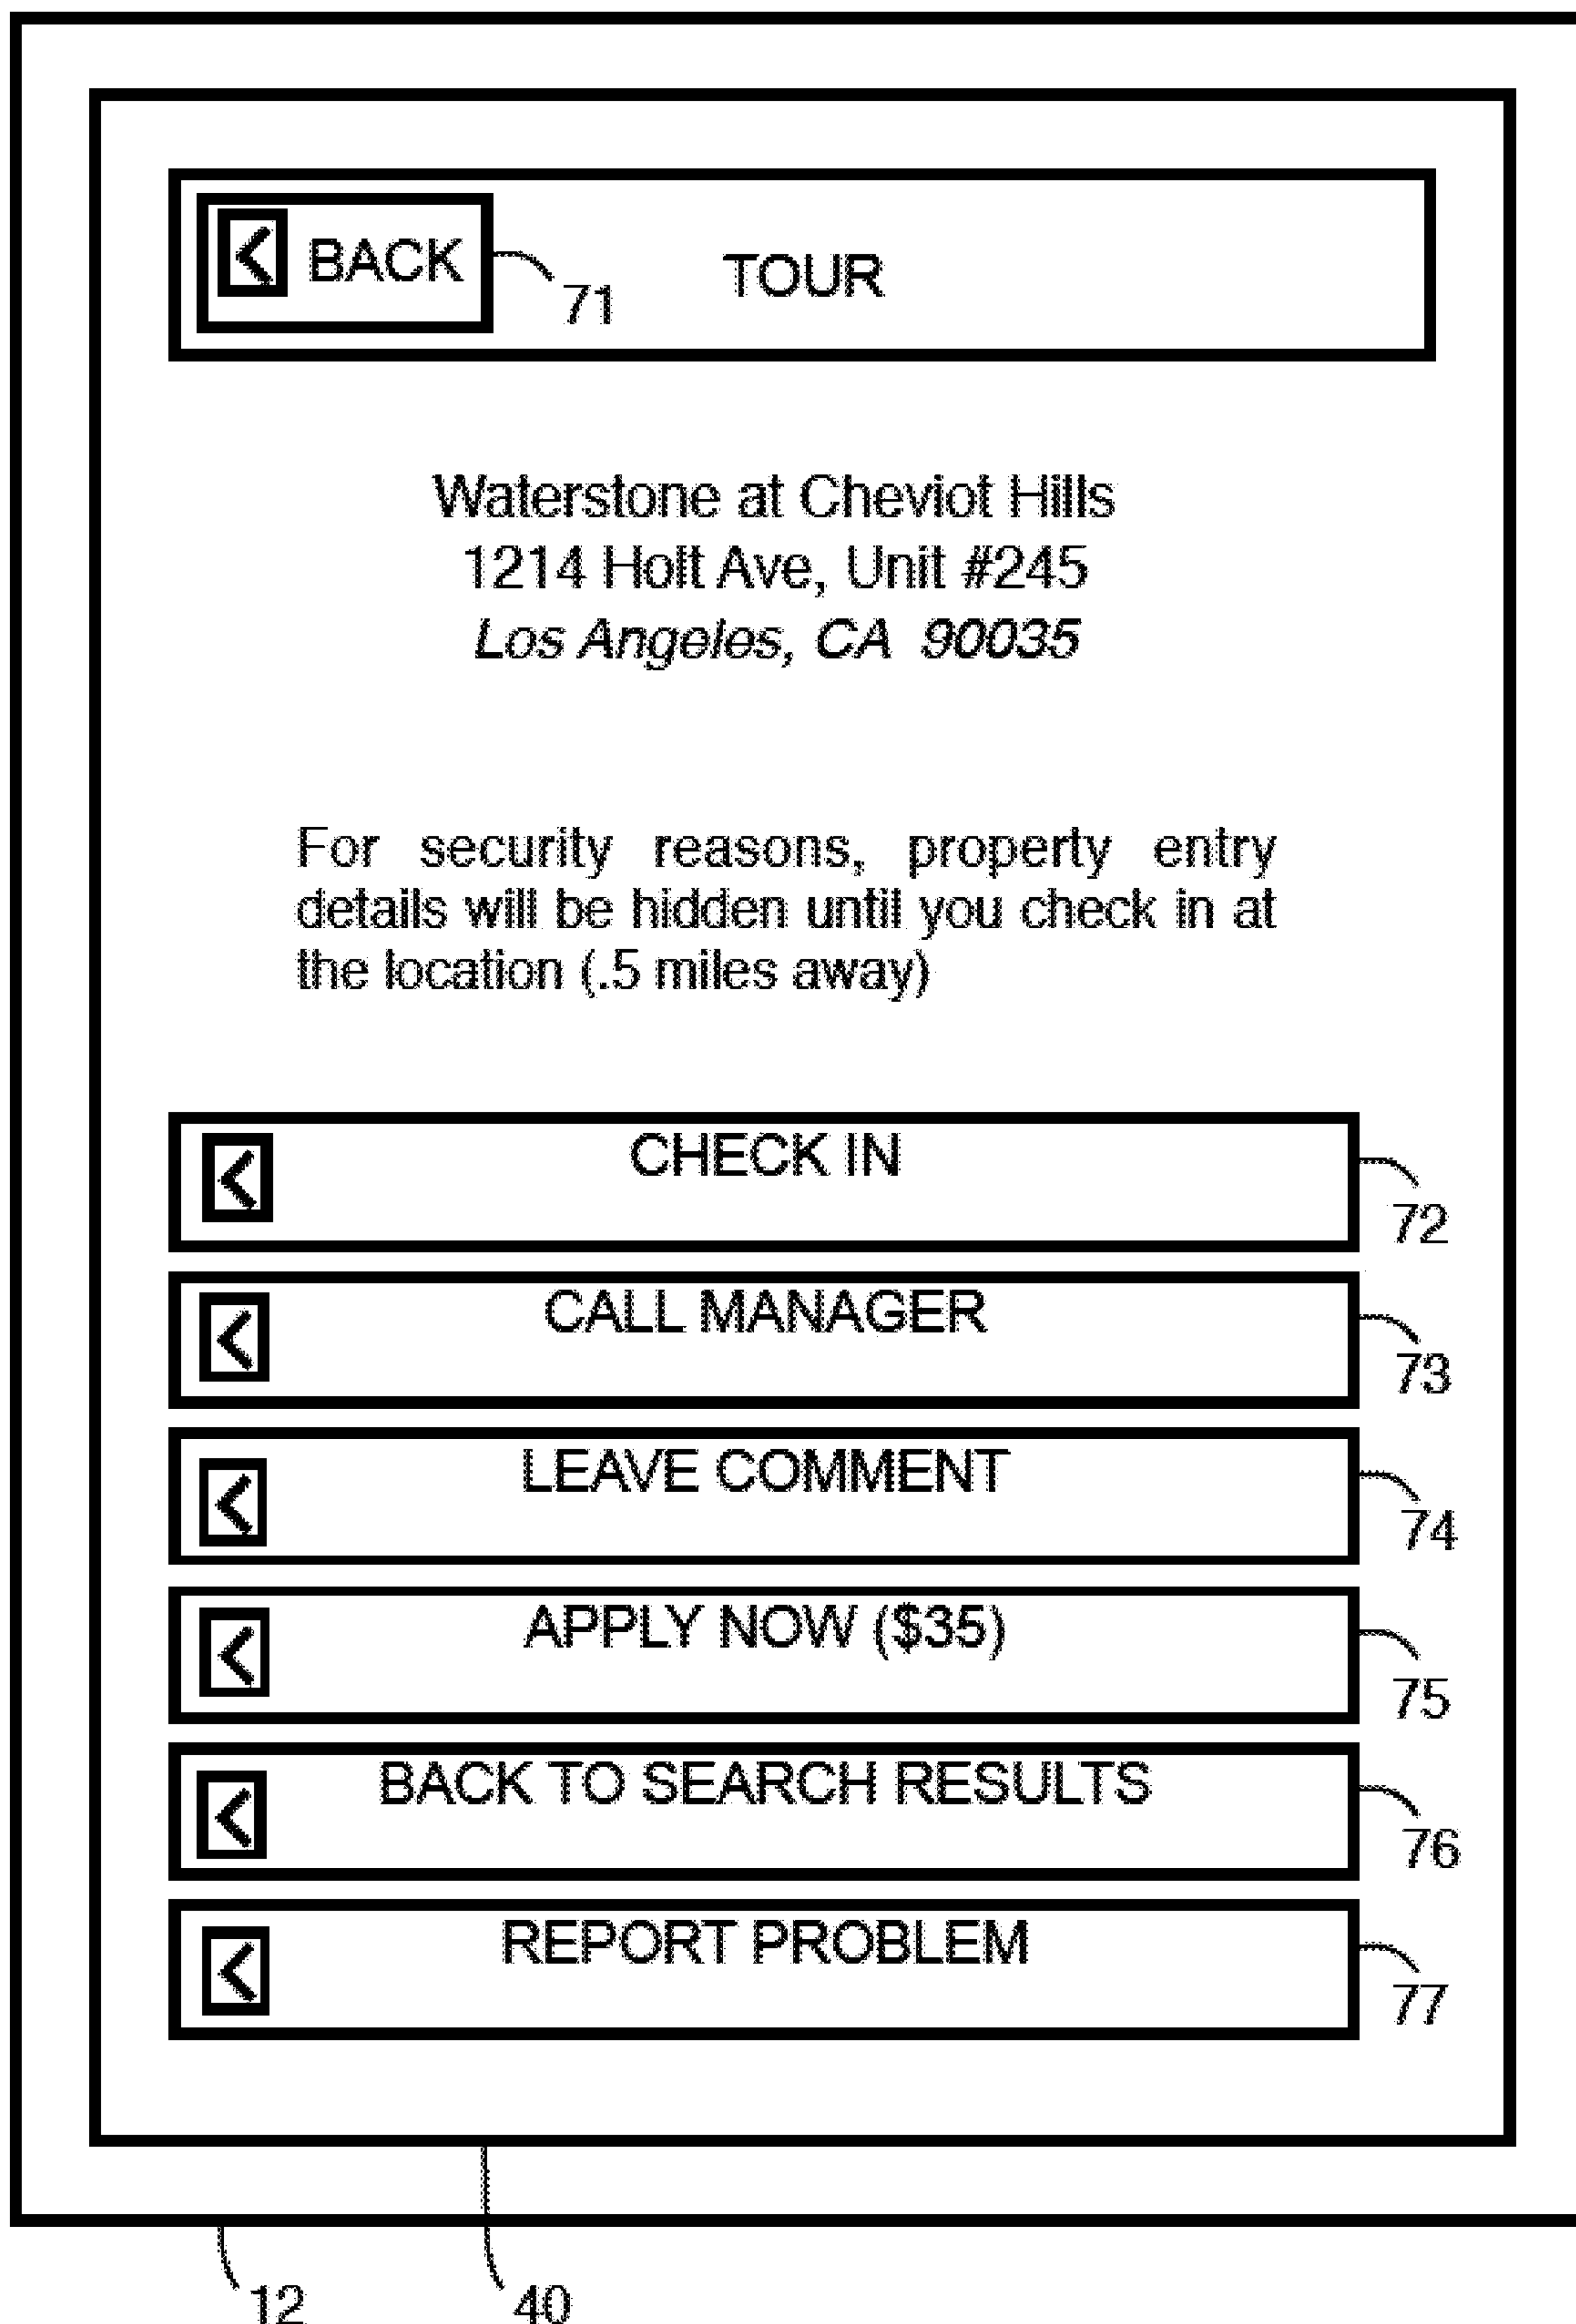 BACK
71
TOUR
Waterstone at Cheviot Hills
1214 Holt Ave, Unit #245
Los Angeles, CA 90035
For security reasons, property entry
details will be hidden until you check in at
the location (.5 miles away)
CHECK IN
72
CALL MANAGER
73
LEAVE COMMENT
74
APPLY NOW ($35)
75
BACK TO SEARCH RESULTS
76
REPORT PROBLEM
77
12
40